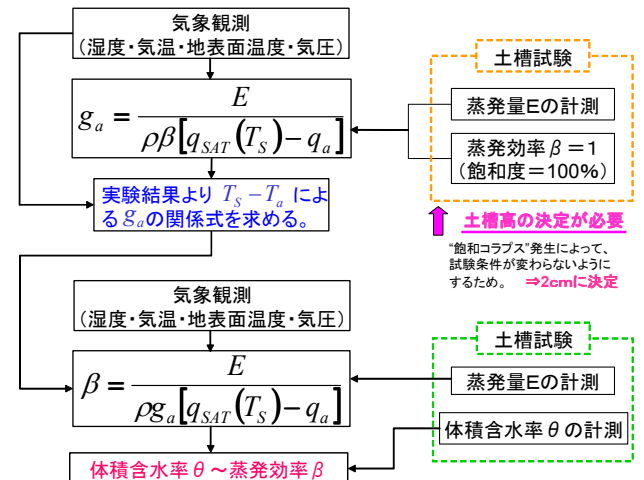 気象観測
(湿度・気温・地表面温度・気圧)
土槽試験
蒸発量Eの計測
g_a = E / ρβ[q_SAT(T_S) − q_a]
蒸発効率β=1
(飽和度=100%)
実験結果より T_S − T_a によ
る g_a の関係式を求める。
土槽高の決定が必要
“飽和コラプス”発生によって、
試験条件が変わらないように
するため。 ⇒2cmに決定
気象観測
(湿度・気温・地表面温度・気圧)
土槽試験
β = E / ρg_a[q_SAT(T_S) − q_a]
蒸発量Eの計測
体積含水率θの計測
体積含水率θ~蒸発効率β